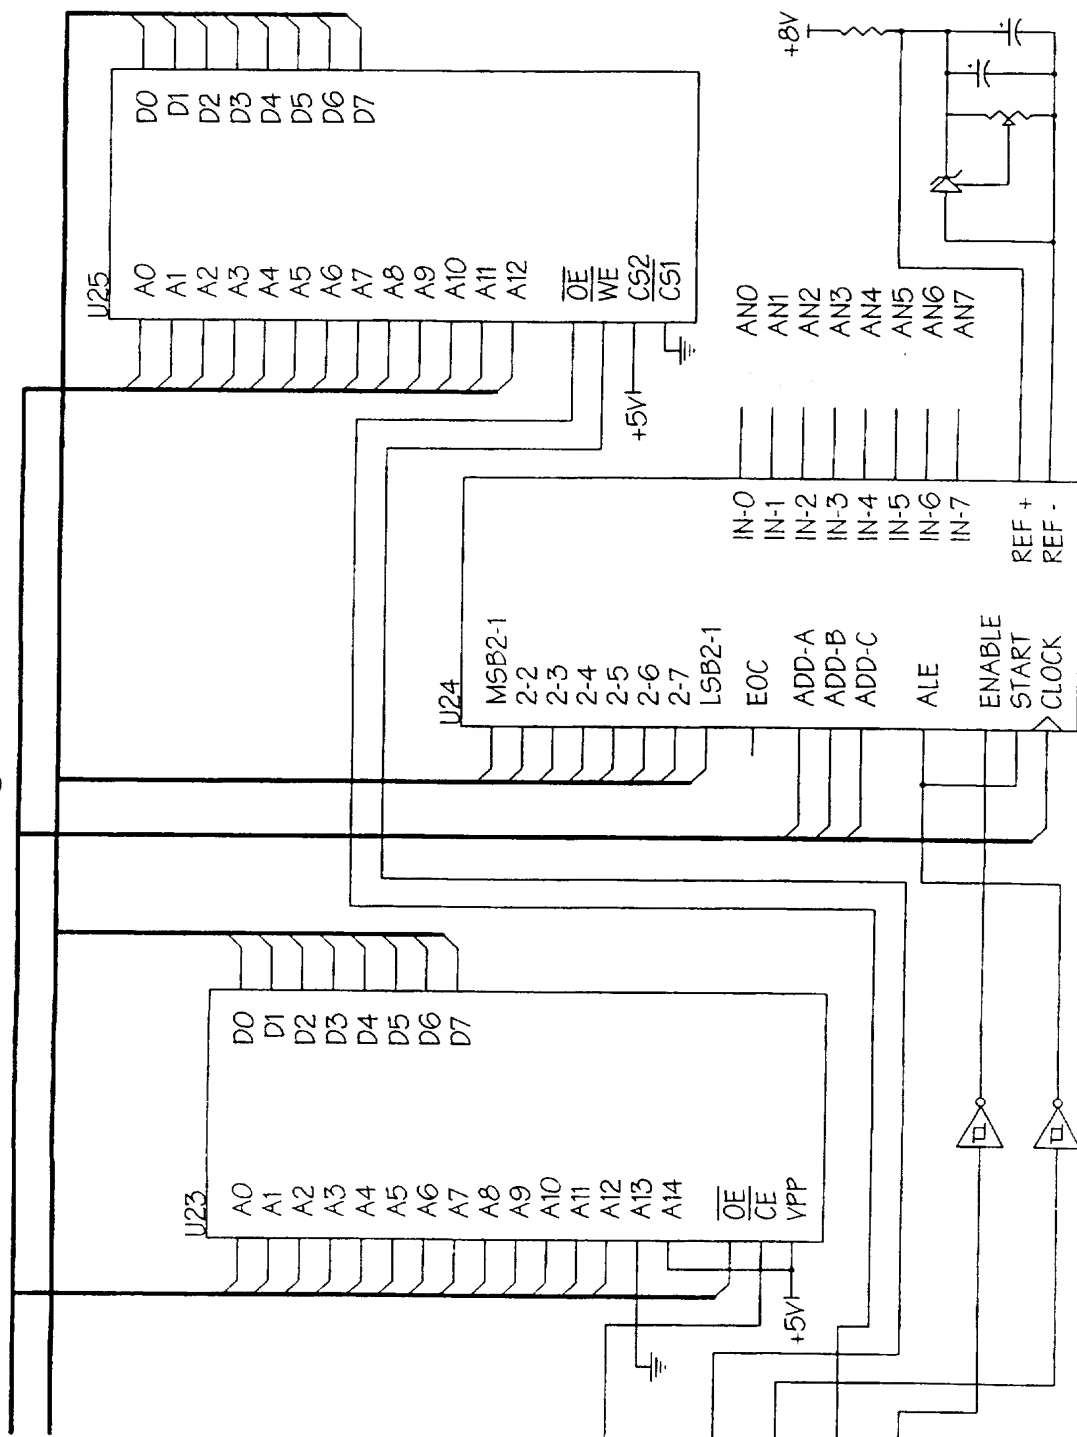 U23
A0
A1
A2
A3
A4
A5
A6
A7
A8
A9
A10
A11
A12
A13
A14
OE
CE
VPP
D0
D1
D2
D3
D4
D5
D6
D7
+5V
U24
MSB2-1
2-2
2-3
2-4
2-5
2-6
2-7
LSB2-1
EOC
ADD-A
ADD-B
ADD-C
ALE
ENABLE
START
CLOCK
IN-0
IN-1
IN-2
IN-3
IN-4
IN-5
IN-6
IN-7
REF +
REF -
AN0
AN1
AN2
AN3
AN4
AN5
AN6
AN7
U25
A0
A1
A2
A3
A4
A5
A6
A7
A8
A9
A10
A11
A12
OE
WE
CS2
CS1
D0
D1
D2
D3
D4
D5
D6
D7
+5V
+8V